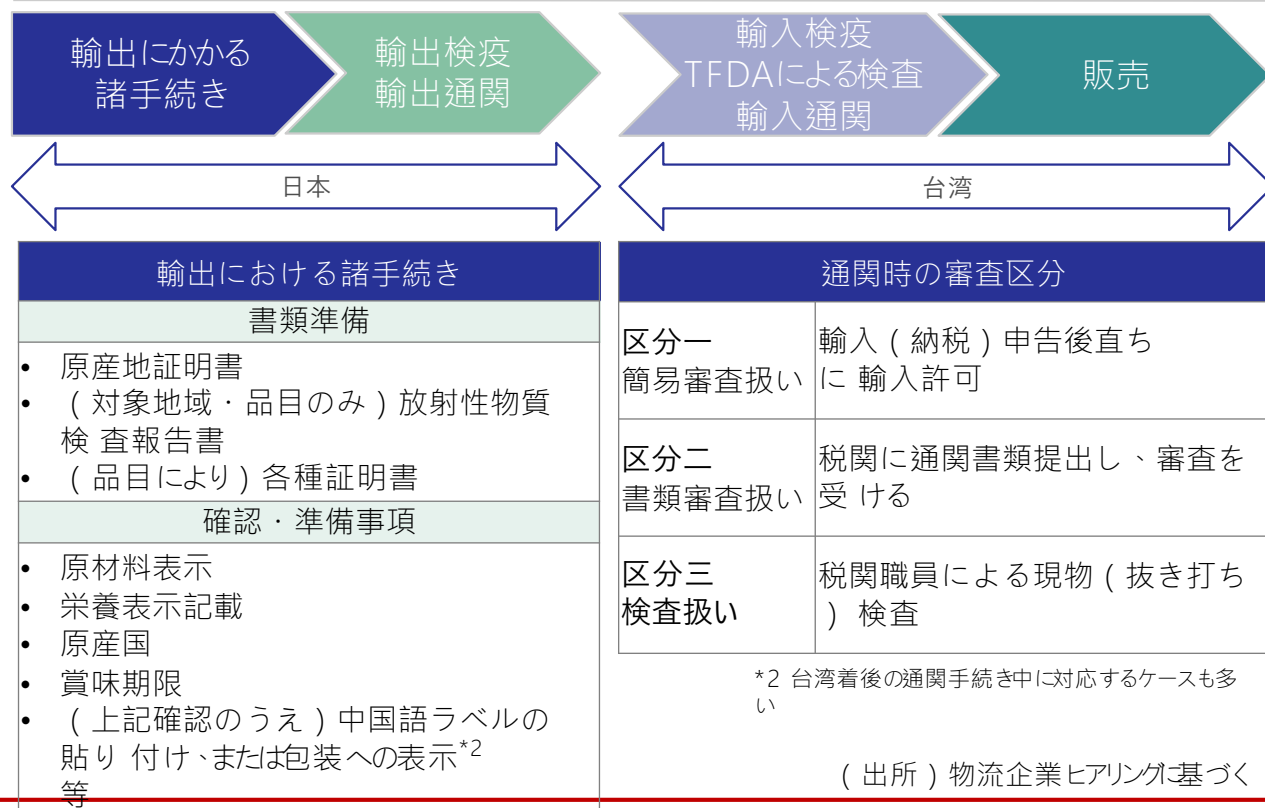 輸出にかかる
諸手続き
輸出検疫
輸出通関
輸入検疫
TFDAによる検査
輸入通関
販売
日本
台湾
輸出における諸手続き
書類準備
• 原産地証明書
• (対象地域・品目のみ)放射性物質
検 査報告書
• (品目により)各種証明書
確認・準備事項
• 原材料表示
• 栄養表示記載
• 原産国
• 賞味期限
• (上記確認のうえ)中国語ラベルの
貼り 付け、または包装への表示*2
等
通関時の審査区分
区分一
簡易審査扱い
輸入(納税)申告後直ち
に 輸入許可
区分二
書類審査扱い
税関に通関書類提出し、審査を
受 ける
区分三
検査扱い
税関職員による現物(抜き打ち
) 検査
*2 台湾着後の通関手続き中に対応するケースも多
い
(出所)物流企業ヒアリングに基づく